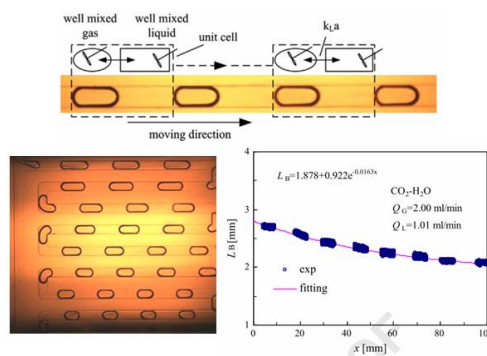 well mixed gas
well mixed liquid
unit cell
kLa
moving direction
LB=1.878+0.922e^-0.0163x
CO2-H2O
QG=2.00 ml/min
QL=1.01 ml/min
exp
fitting
LB [mm]
4
3
2
1
0
0 20 40 60 80 100
x [mm]